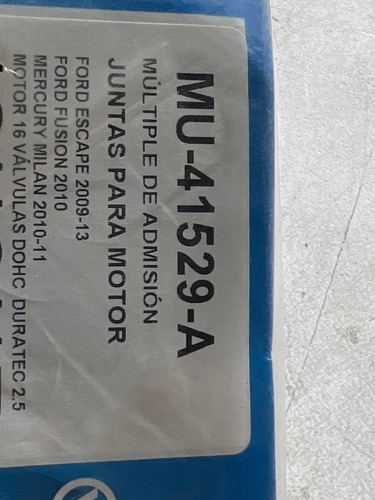 MU-41529-A
MÚLTIPLE DE ADMISIÓN
JUNTAS PARA MOTOR
FORD ESCAPE 2009-13
FORD FUSION 2010
MERCURY MILAN 2010-11
MOTOR 16 VÁLVULAS DOHC DURATEC 2.5